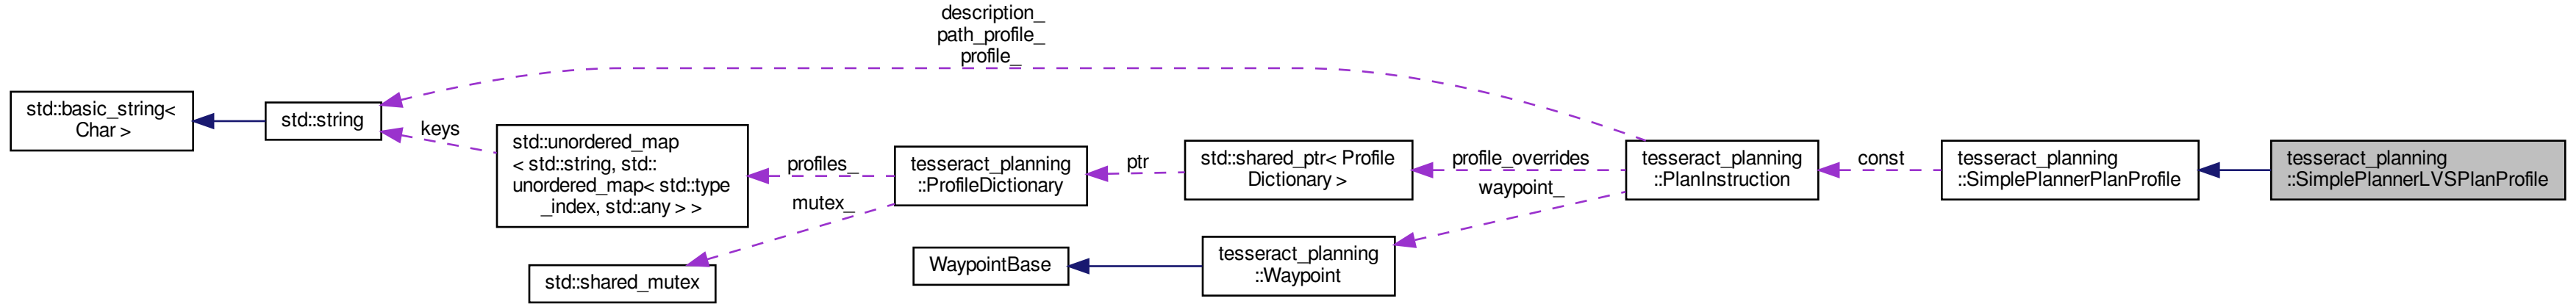 description_
path_profile_
profile_
std::basic_string<
Char >
std::string
keys
std::unordered_map
< std::string, std::
unordered_map< std::type
_index, std::any > >
profiles_
mutex_
std::shared_mutex
tesseract_planning
::ProfileDictionary
ptr
std::shared_ptr< Profile
Dictionary >
profile_overrides
waypoint_
WaypointBase
tesseract_planning
::Waypoint
tesseract_planning
::PlanInstruction
const
tesseract_planning
::SimplePlannerPlanProfile
tesseract_planning
::SimplePlannerLVSPlanProfile